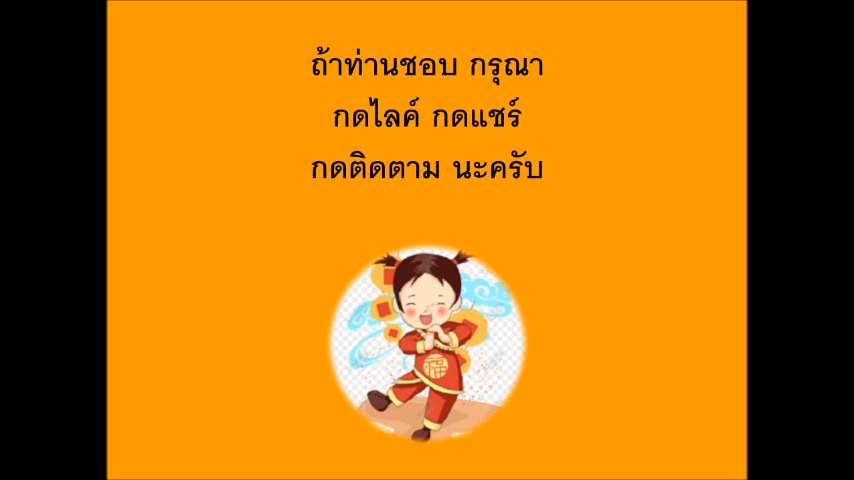 ถ้าท่านชอบ กรุณา
กดไลค์ กดแชร์
กดติดตาม นะครับ